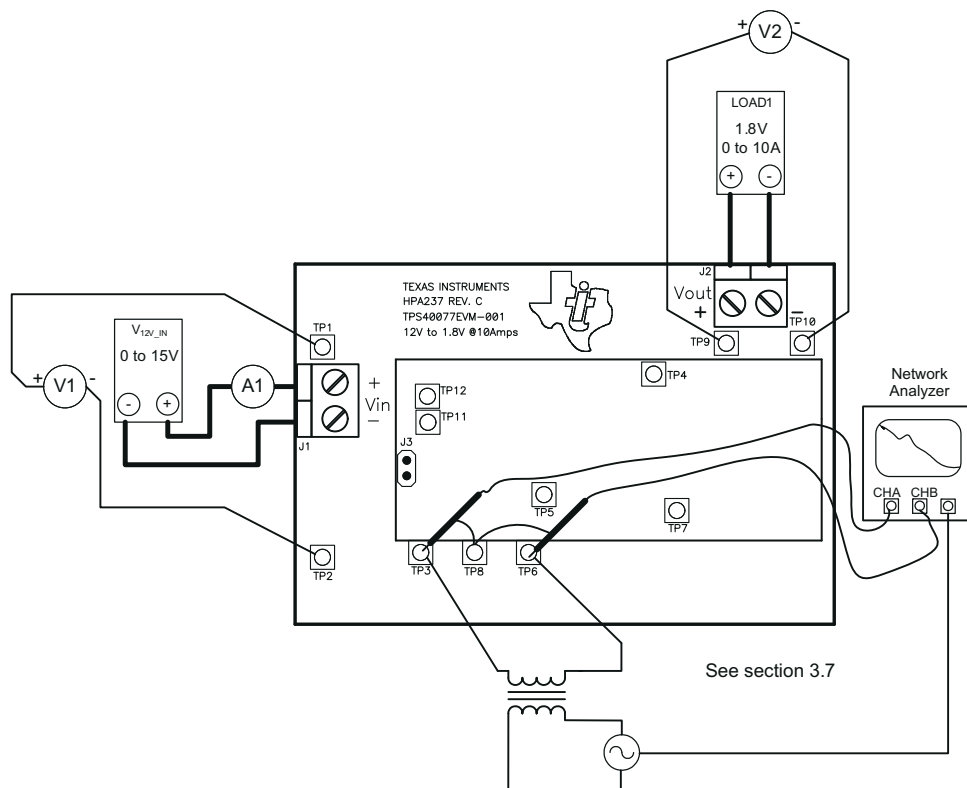 + V2 -
LOAD1
1.8V
0 to 10A
+ -
TEXAS INSTRUMENTS
HPA237 REV. C
TPS40077EVM-001
12V to 1.8V @10Amps
J2
Vout
+ -
TP9
TP10
TP1
V12V_IN
0 to 15V
- +
+ V1 -
A1
+
Vin
-
J1
TP12
TP11
TP4
J3
Network
Analyzer
CHA CHB
TP5
TP7
TP2
TP3
TP8
TP6
See section 3.7